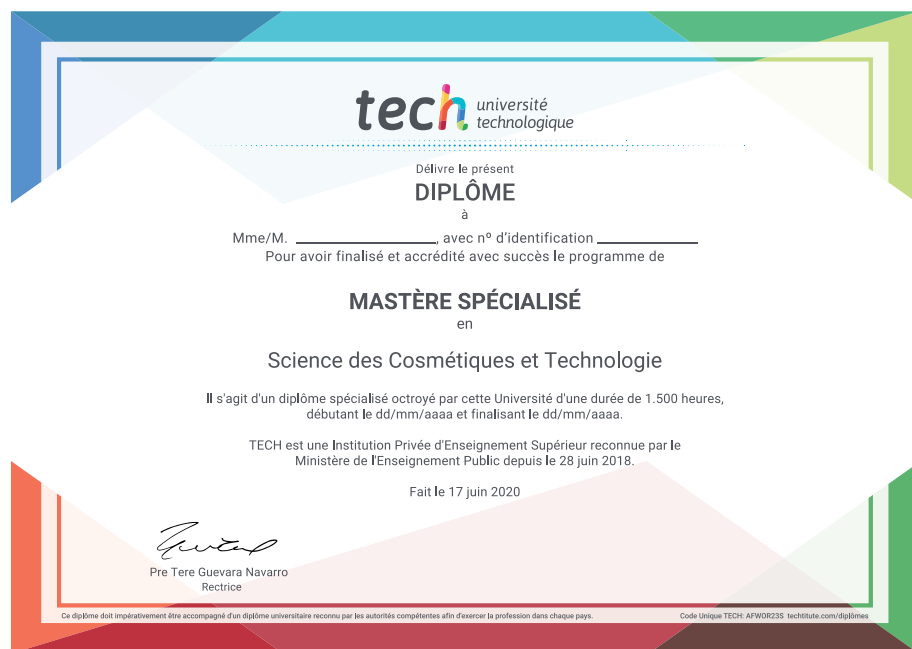 tech université
technologique
Délivre le présent
DIPLÔME
à
Mme/M. ____________________, avec nº d'identification ______________
Pour avoir finalisé et accrédité avec succès le programme de
MASTÈRE SPÉCIALISÉ
en
Science des Cosmétiques et Technologie
Il s'agit d'un diplôme spécialisé octroyé par cette Université d'une durée de 1.500 heures,
débutant le dd/mm/aaaa et finalisant le dd/mm/aaaa.
TECH est une Institution Privée d'Enseignement Supérieur reconnue par le
Ministère de l'Enseignement Public depuis le 28 juin 2018.
Fait le 17 juin 2020
Pre Tere Guevara Navarro
Rectrice
Ce diplôme doit impérativement être accompagné d'un diplôme universitaire reconnu par les autorités compétentes afin d'exercer la profession dans chaque pays.
Code Unique TECH: AFWOR23S techtitute.com/diplômes